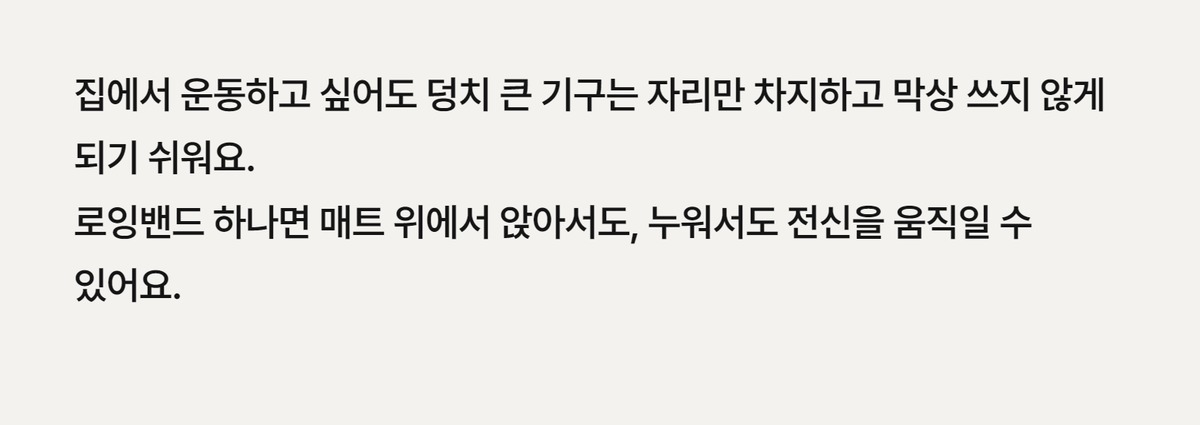 집에서 운동하고 싶어도 덩치 큰 기구는 자리만 차지하고 막상 쓰지 않게
되기 쉬워요.
로잉밴드 하나면 매트 위에서 앉아서도, 누워서도 전신을 움직일 수
있어요.